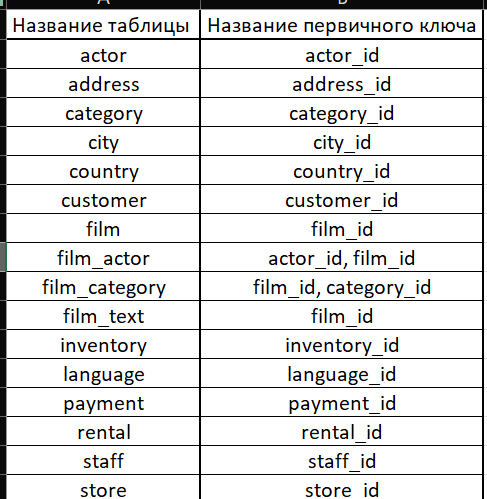 Название таблицы Название первичного ключа
actor actor_id
address address_id
category category_id
city city_id
country country_id
customer customer_id
film film_id
film_actor actor_id, film_id
film_category film_id, category_id
film_text film_id
inventory inventory_id
language language_id
payment payment_id
rental rental_id
staff staff_id
store store_id